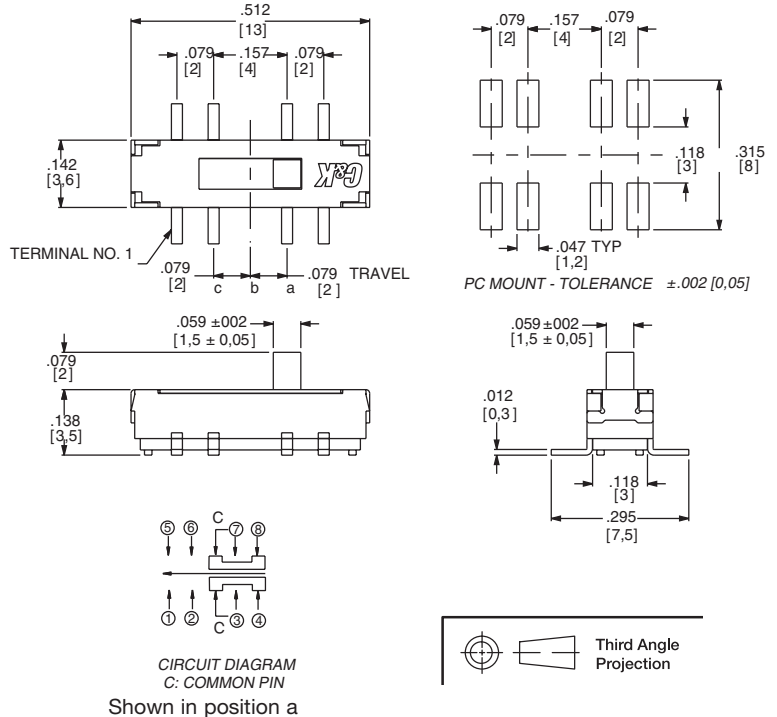 .512
[13]
.079
[2]
.157
[4]
.079
[2]
.142
[3,6]
C&K
TERMINAL NO. 1
.079
[2]
c
b
a
.079
[2 ]
TRAVEL
.079
[2]
.157
[4]
.079
[2]
.118
[3]
.315
[8]
.047 TYP
[1,2]
PC MOUNT - TOLERANCE ±.002 [0,05]
.059 ±002
[1,5 ± 0,05]
.079
[2]
.138
[3,5]
.059 ±002
[1,5 ± 0,05]
.012
[0,3]
.118
[3]
.295
[7,5]
⑤ ⑥ C ⑦ ⑧
① ② C ③ ④
CIRCUIT DIAGRAM
C: COMMON PIN
Shown in position a
Third Angle
Projection